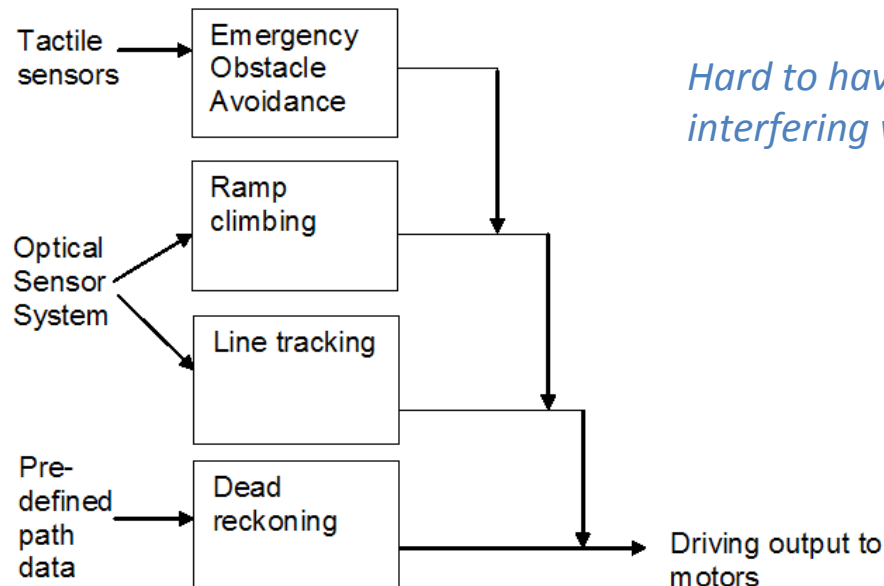 Tactile
sensors
Emergency
Obstacle
Avoidance
Hard to hav
interfering
Ramp
climbing
Optical
Sensor
System
Line tracking
Pre-
defined
path
data
Dead
reckoning
Driving output to
motors